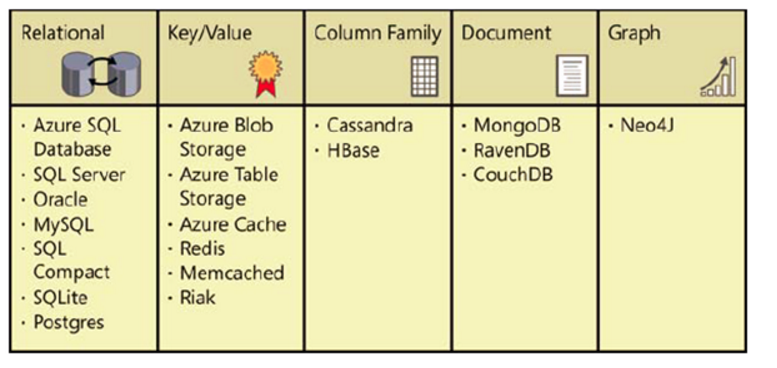 Relational
Key/Value
Column Family
Document
Graph
· Azure SQL
Database
· SQL Server
· Oracle
· MySQL
· SQL
Compact
· SQLite
· Postgres
· Azure Blob
Storage
· Azure Table
Storage
· Azure Cache
· Redis
· Memcached
· Riak
· Cassandra
· HBase
· MongoDB
· RavenDB
· CouchDB
· Neo4J